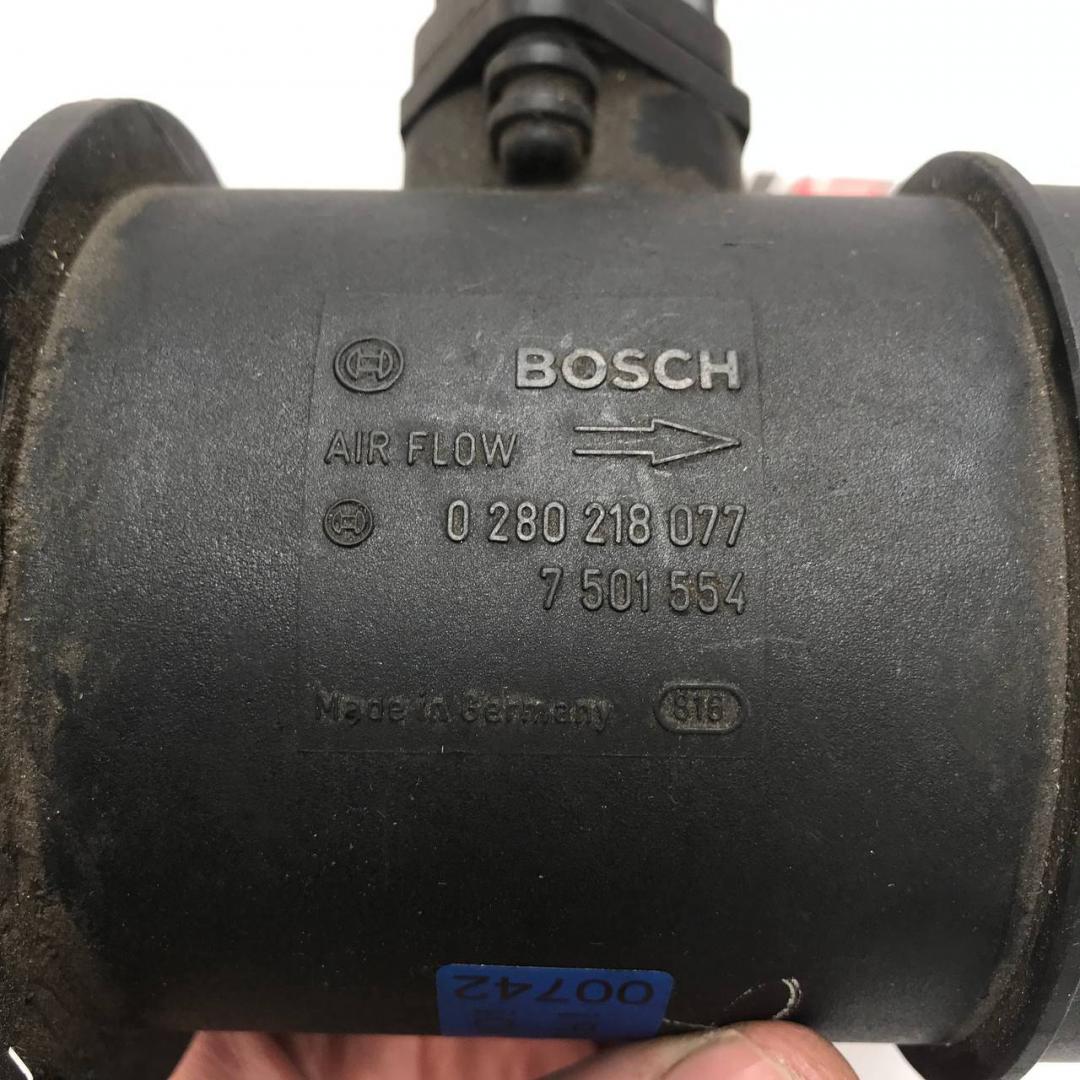 BOSCH
AIR FLOW
0 280 218 077
7 501 554
Made in Germany 816
00742